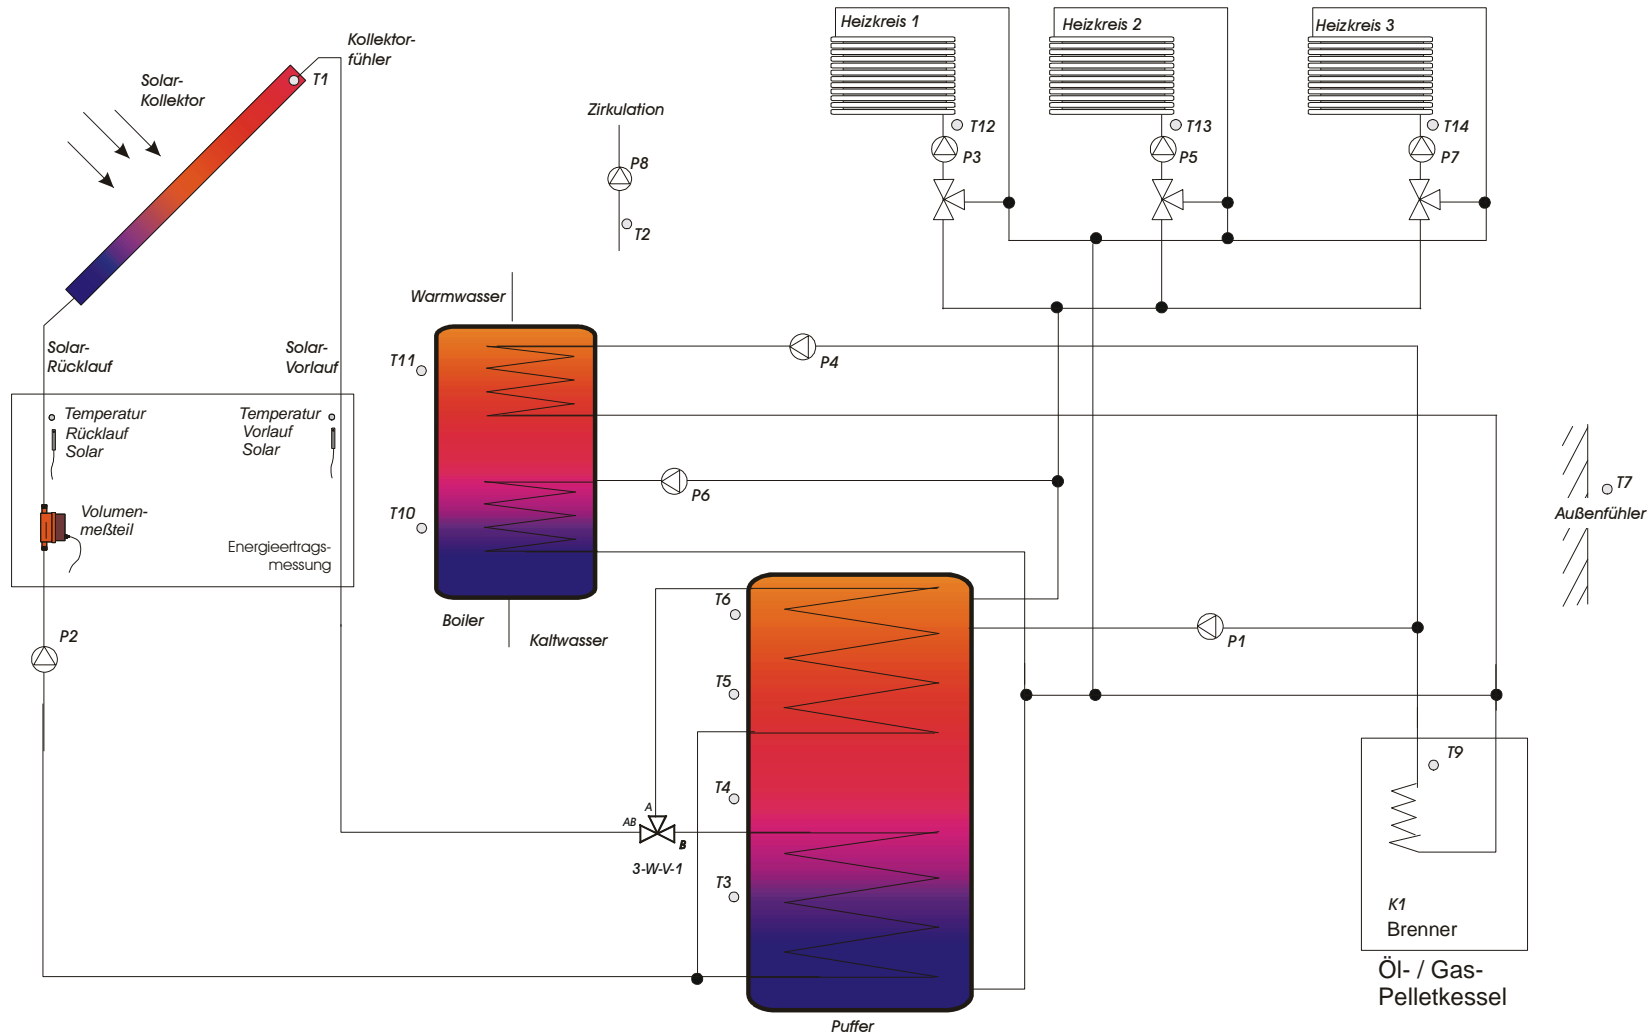 Heizkreis 1
Heizkreis 2
Heizkreis 3
Kollektor-
fühler
T1
Solar-
Kollektor
Zirkulation
P8
T2
T12
P3
T13
P5
T14
P7
Warmwasser
T11
T10
P4
P6
Solar-
Rücklauf
Solar-
Vorlauf
Temperatur
Rücklauf
Solar
Temperatur
Vorlauf
Solar
Volumen-
meßteil
Energieertrags-
messung
T7
Außenfühler
Boiler
Kaltwasser
P2
T6
T5
T4
T3
P1
A
AB
B
3-W-V-1
T9
K1
Brenner
Öl- / Gas-
Pelletkessel
Puffer